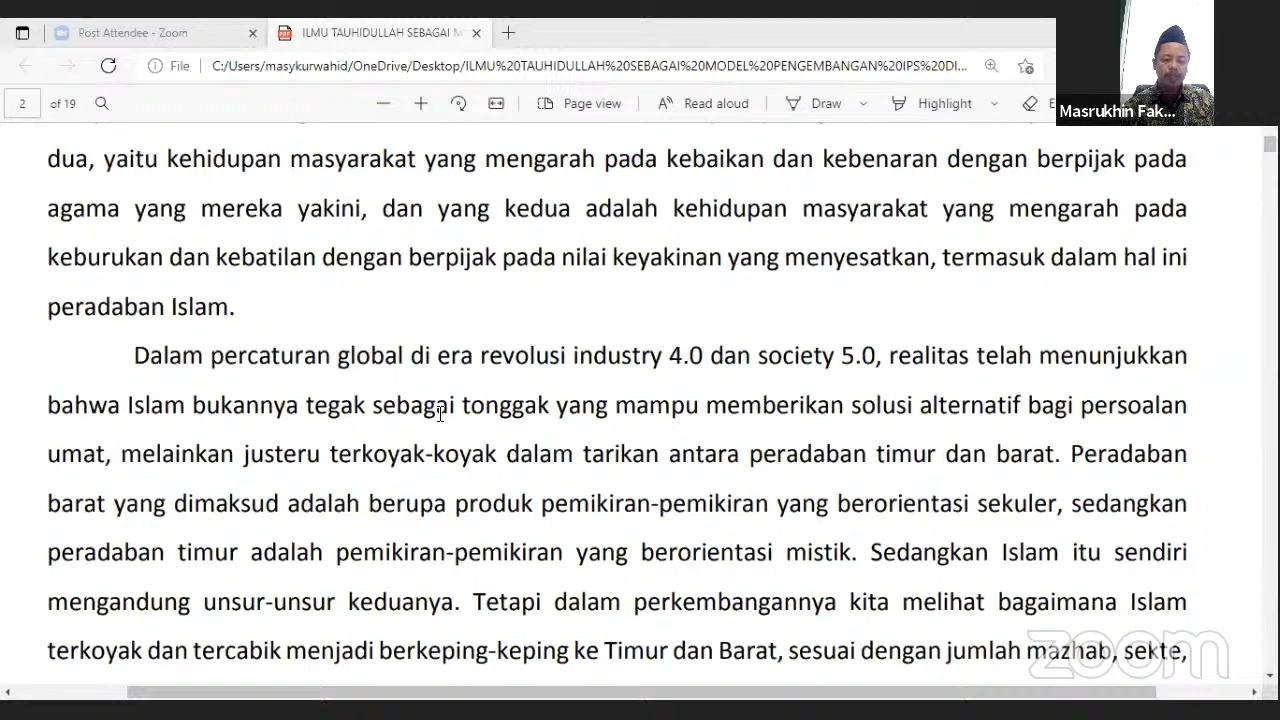 Post Attendee - Zoom
ILMU TAUHIDULLAH SEBAGAI M
File
C:/Users/masykurwahid/OneDrive/Desktop/ILMU%20TAUHIDULLAH%20SEBAGAI%20MODEL%20PENGEMBANGAN%20IPS%20DI...
2 of 19
Page view
Read aloud
Draw
Highlight
Masrukhin Fak...
dua, yaitu kehidupan masyarakat yang mengarah pada kebaikan dan kebenaran dengan berpijak pada
agama yang mereka yakini, dan yang kedua adalah kehidupan masyarakat yang mengarah pada
keburukan dan kebatilan dengan berpijak pada nilai keyakinan yang menyesatkan, termasuk dalam hal ini
peradaban Islam.
Dalam percaturan global di era revolusi industry 4.0 dan society 5.0, realitas telah menunjukkan
bahwa Islam bukannya tegak sebagai tonggak yang mampu memberikan solusi alternatif bagi persoalan
umat, melainkan justeru terkoyak-koyak dalam tarikan antara peradaban timur dan barat. Peradaban
barat yang dimaksud adalah berupa produk pemikiran-pemikiran yang berorientasi sekuler, sedangkan
peradaban timur adalah pemikiran-pemikiran yang berorientasi mistik. Sedangkan Islam itu sendiri
mengandung unsur-unsur keduanya. Tetapi dalam perkembangannya kita melihat bagaimana Islam
terkoyak dan tercabik menjadi berkeping-keping ke Timur dan Barat, sesuai dengan jumlah mazhab, sekte,
zoom